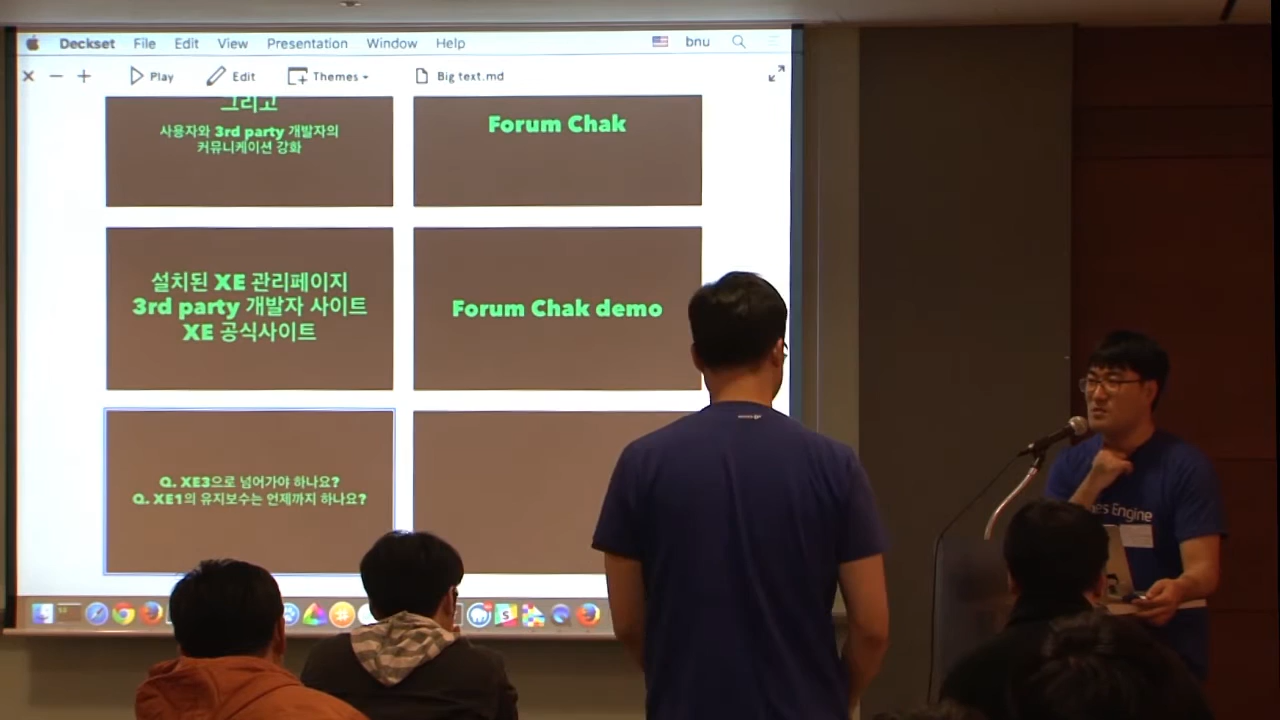 Deckset File Edit View Presentation Window Help bnu
Play Edit Themes Big text.md
그리고
사용자와 3rd party 개발자의
커뮤니케이션 강화
Forum Chak
설치된 XE 관리페이지
3rd party 개발자 사이트
XE 공식사이트
Forum Chak demo
Q. XE3으로 넘어가야 하나요?
Q. XE1의 유지보수는 언제까지 하나요?
Engine